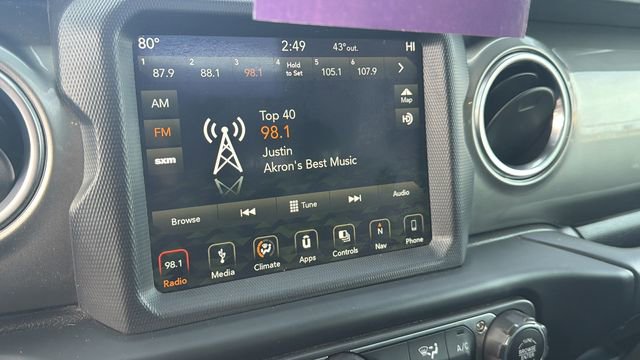 80° 2:49 43°out. HI
1 87.9 2 88.1 3 98.1 4 Hold to Set 5 105.1 6 107.9
AM
FM
sxm
Map
Top 40
98.1
Justin
Akron's Best Music
Browse Tune Audio
98.1 N
Radio Media Climate Apps Controls Nav Phone
A/C
BROWSE